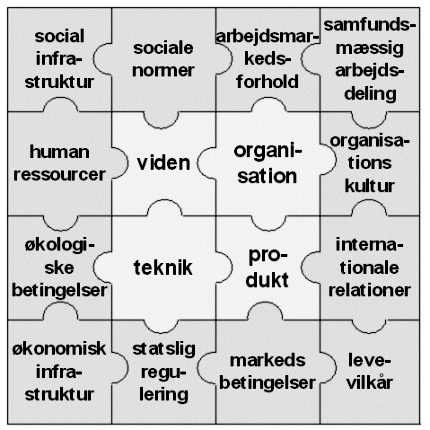 social
infra-
struktur
sociale
normer
arbejdsmar-
keds-
forhold
samfunds-
mæssig
arbejds-
deling
human
ressourcer
viden
organi-
sation
organisa-
tions
kultur
økologi-
ske
betingelser
teknik
pro-
dukt
interna-
tionale
relationer
økonomisk
infra-
struktur
statslig
regu-
lering
markeds
betingelser
leve-
vilkår